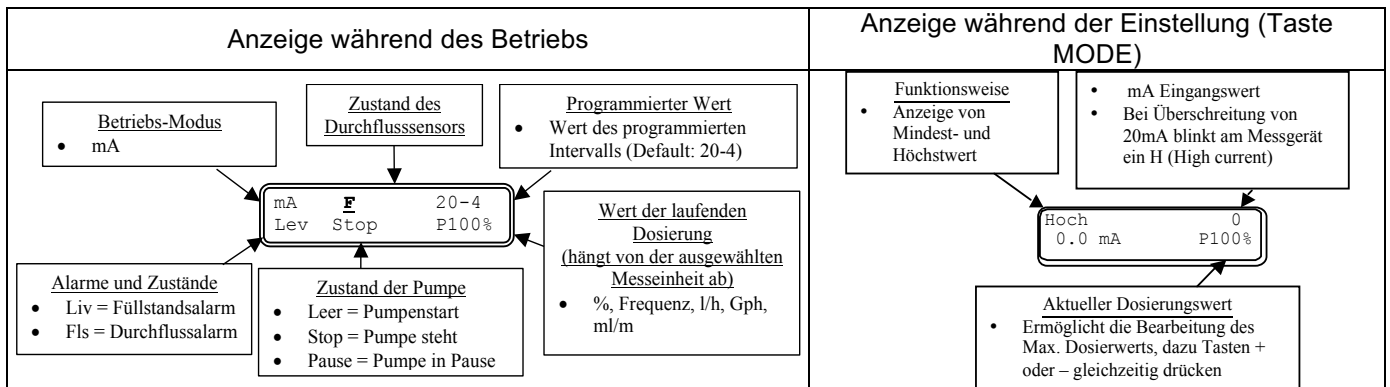 Anzeige während des Betriebs
Anzeige während der Einstellung (Taste
MODE)
Betriebs-Modus
• mA
Zustand des
Durchflusssensors
Programmierter Wert
• Wert des programmierten
Intervalls (Default: 20-4)
mA F 20-4
Lev Stop P100%
Alarme und Zustände
• Liv = Füllstandsalarm
• Fls = Durchflussalarm
Zustand der Pumpe
• Leer = Pumpenstart
• Stop = Pumpe steht
• Pause = Pumpe in Pause
Wert der laufenden
Dosierung
(hängt von der ausgewählten
Messeinheit ab)
• %, Frequenz, l/h, Gph,
ml/m
Funktionsweise
• Anzeige von
Mindest- und
Höchstwert
• mA Eingangswert
• Bei Überschreitung von
20mA blinkt am Messgerät
ein H (High current)
Hoch 0
0.0 mA P100%
Aktueller Dosierungswert
• Ermöglicht die Bearbeitung des
Max. Dosierwerts, dazu Tasten +
oder – gleichzeitig drücken